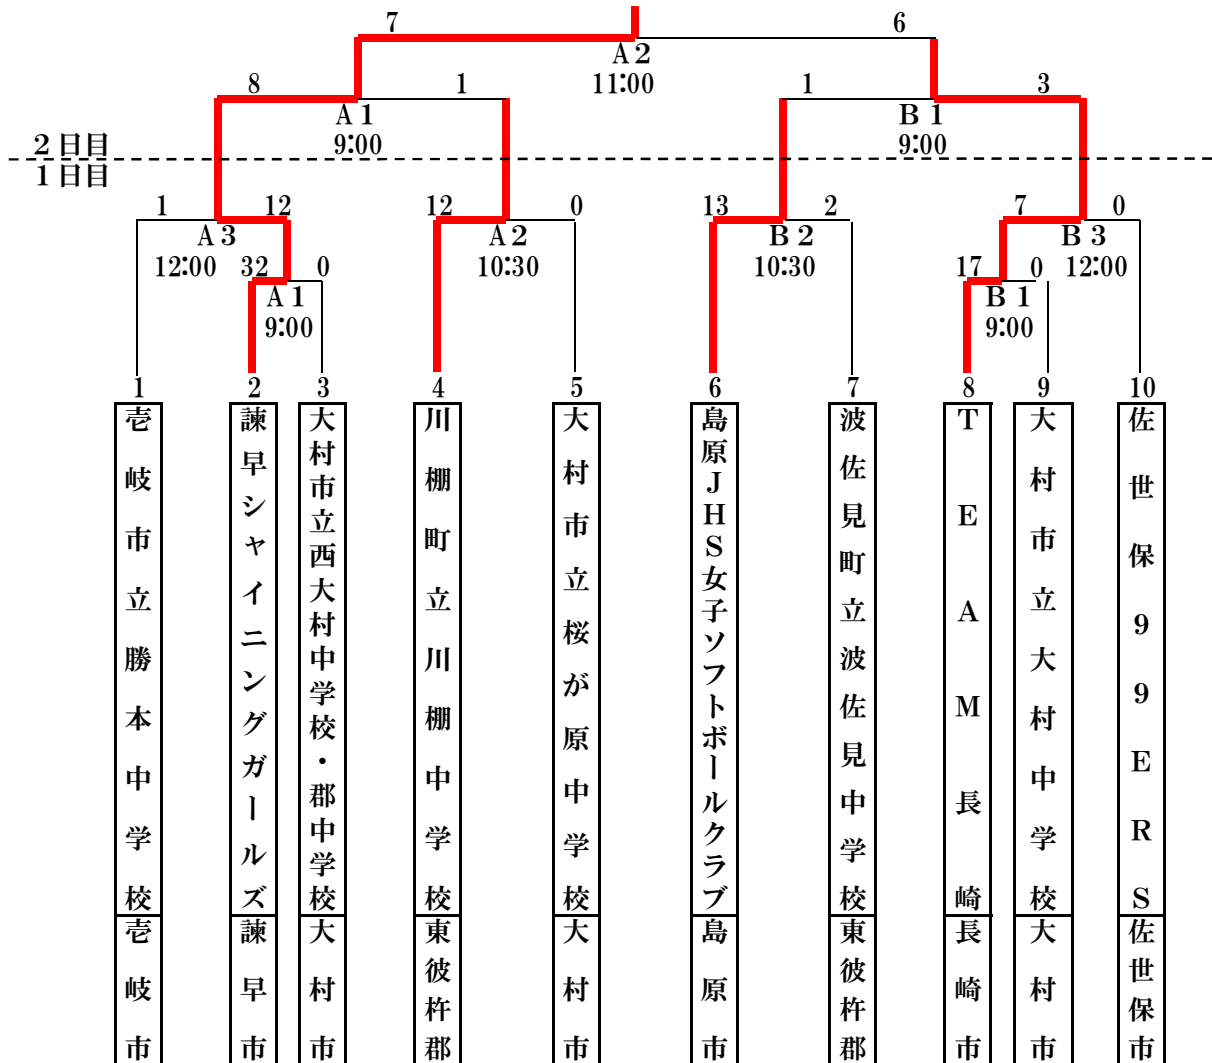 7 6
A 2
11:00
8 1 1 3
A 1 B 1
9:00 9:00
2 日目
1 日目
1 12 12 0 13 2 7 0
A 3 A 2 B 2 B 3
12:00 32 0 10:30 10:30 17 0 12:00
A 1 B 1
9:00 9:00
1 2 3 4 5 6 7 8 9 10
壱岐市立勝本中学校
壱岐市
諫早シャイニングガールズ
諫早市
大村市立西大村中学校・郡中学校
大村市
川棚町立川棚中学校
東彼杵郡
大村市立桜が原中学校
大村市
島原JHS女子ソフトボールクラブ
島原市
波佐見町立波佐見中学校
東彼杵郡
TEAM長崎
長崎市
大村市立大村中学校
大村市
佐世保99ERS
佐世保市